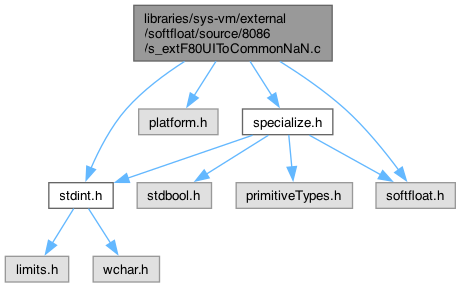 libraries/sys-vm/external
/softfloat/source/8086
/s_extF80UIToCommonNaN.c
platform.h
specialize.h
stdint.h
stdbool.h
primitiveTypes.h
softfloat.h
limits.h
wchar.h